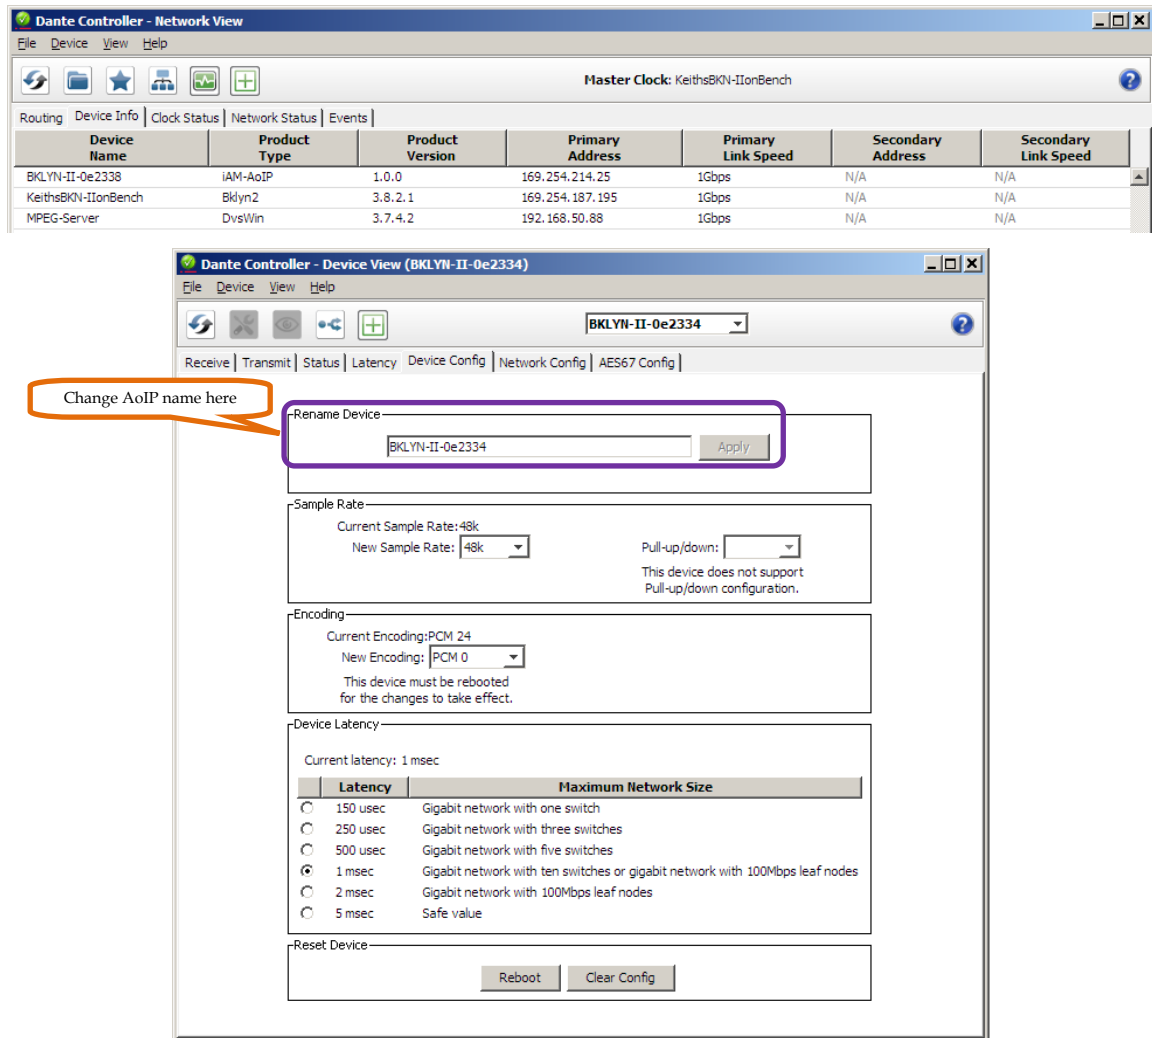 Dante Controller - Network View
File Device View Help
Master Clock: KeithsBKN-IIonBench
Routing Device Info Clock Status Network Status Events
Device Name Product Type Product Version Primary Address Primary Link Speed Secondary Address Secondary Link Speed
BKLYN-II-0e2338 iAM-AoIP 1.0.0 169.254.214.25 1Gbps N/A N/A
KeithsBKN-IIonBench Bklyn2 3.8.2.1 169.254.187.195 1Gbps N/A N/A
MPEG-Server DvsWin 3.7.4.2 192.168.50.88 1Gbps N/A N/A
Dante Controller - Device View (BKLYN-II-0e2334)
File Device View Help
BKLYN-II-0e2334
Receive Transmit Status Latency Device Config Network Config AES67 Config
Change AoIP name here
Rename Device
BKLYN-II-0e2334 Apply
Sample Rate
Current Sample Rate:48k
New Sample Rate: 48k Pull-up/down:
This device does not support
Pull-up/down configuration.
Encoding
Current Encoding:PCM 24
New Encoding: PCM 0
This device must be rebooted
for the changes to take effect.
Device Latency
Current latency: 1 msec
Latency Maximum Network Size
150 usec Gigabit network with one switch
250 usec Gigabit network with three switches
500 usec Gigabit network with five switches
1 msec Gigabit network with ten switches or gigabit network with 100Mbps leaf nodes
2 msec Gigabit network with 100Mbps leaf nodes
5 msec Safe value
Reset Device
Reboot Clear Config